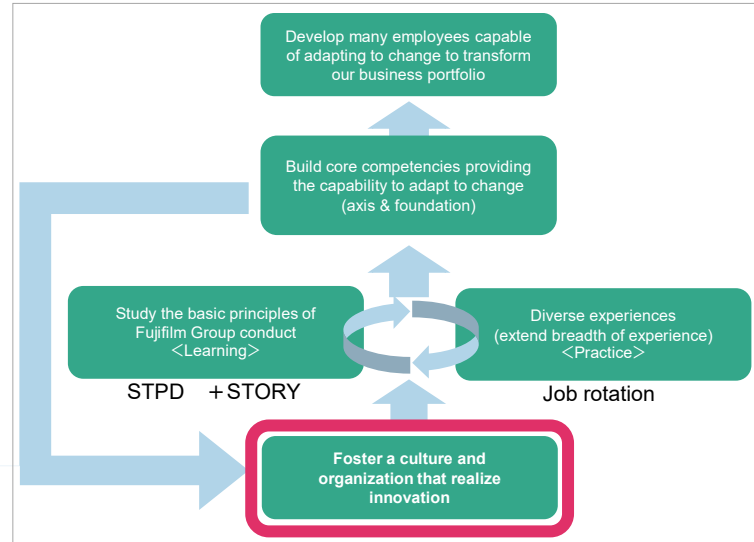 Develop many employees capable
of adapting to change to transform
our business portfolio
Build core competencies providing
the capability to adapt to change
(axis & foundation)
Study the basic principles of
Fujifilm Group conduct
＜Learning＞
Diverse experiences
(extend breadth of experience)
＜Practice＞
STPD ＋STORY
Job rotation
Foster a culture and
organization that realize
innovation